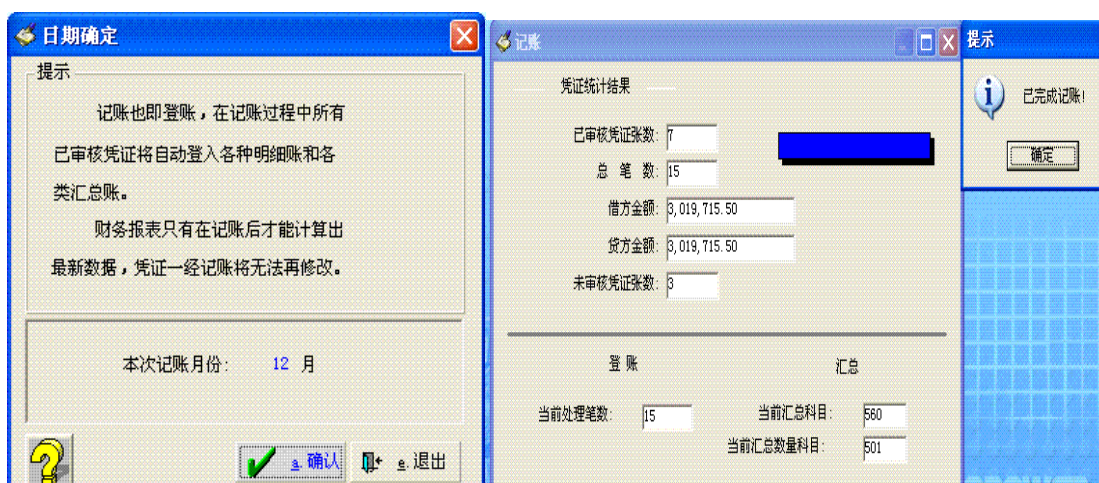 日期确定
提示
记账也即登账，在记账过程中所有
已审核凭证将自动登入各种明细账和各
类汇总账。
财务报表只有在记账后才能计算出
最新数据，凭证一经记账将无法再修改。
本次记账月份： 12 月
a.确认 e.退出
记账
凭证统计结果
已审核凭证张数: 7
总 笔 数: 15
借方金额: 3,019,715.50
贷方金额: 3,019,715.50
未审核凭证张数: 3
登 账 汇总
当前处理笔数: 15 当前汇总科目: 560
当前汇总数量科目: 501
提示
已完成记账!
确定